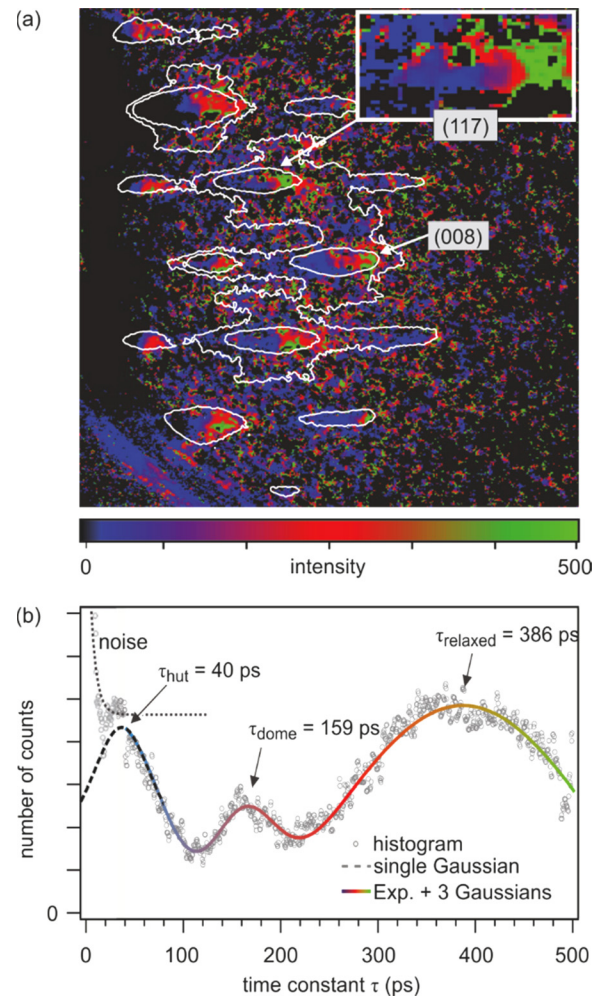 (a)
(117)
(008)
0
intensity
500
(b)
noise
τhut = 40 ps
τdome = 159 ps
τrelaxed = 386 ps
number of counts
histogram
single Gaussian
Exp. + 3 Gaussians
0
0 100 200 300 400 500
time constant τ (ps)